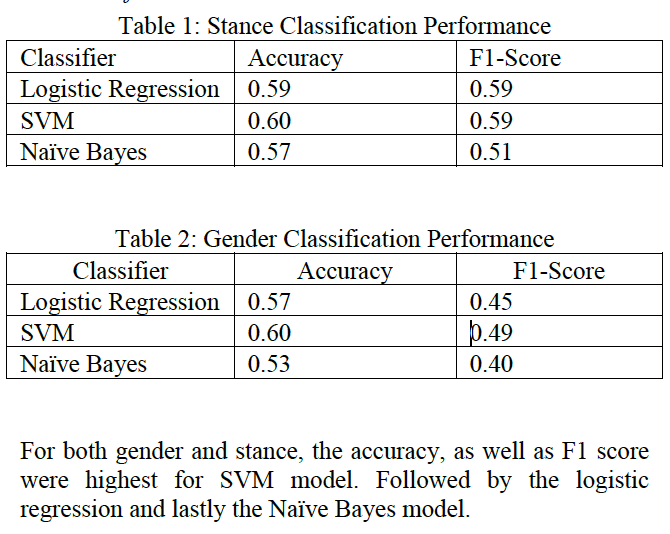 Table 1: Stance Classification Performance
Classifier Accuracy F1-Score
Logistic Regression 0.59 0.59
SVM 0.60 0.59
Naïve Bayes 0.57 0.51
Table 2: Gender Classification Performance
Classifier Accuracy F1-Score
Logistic Regression 0.57 0.45
SVM 0.60 0.49
Naïve Bayes 0.53 0.40
For both gender and stance, the accuracy, as well as F1 score
were highest for SVM model. Followed by the logistic
regression and lastly the Naïve Bayes model.